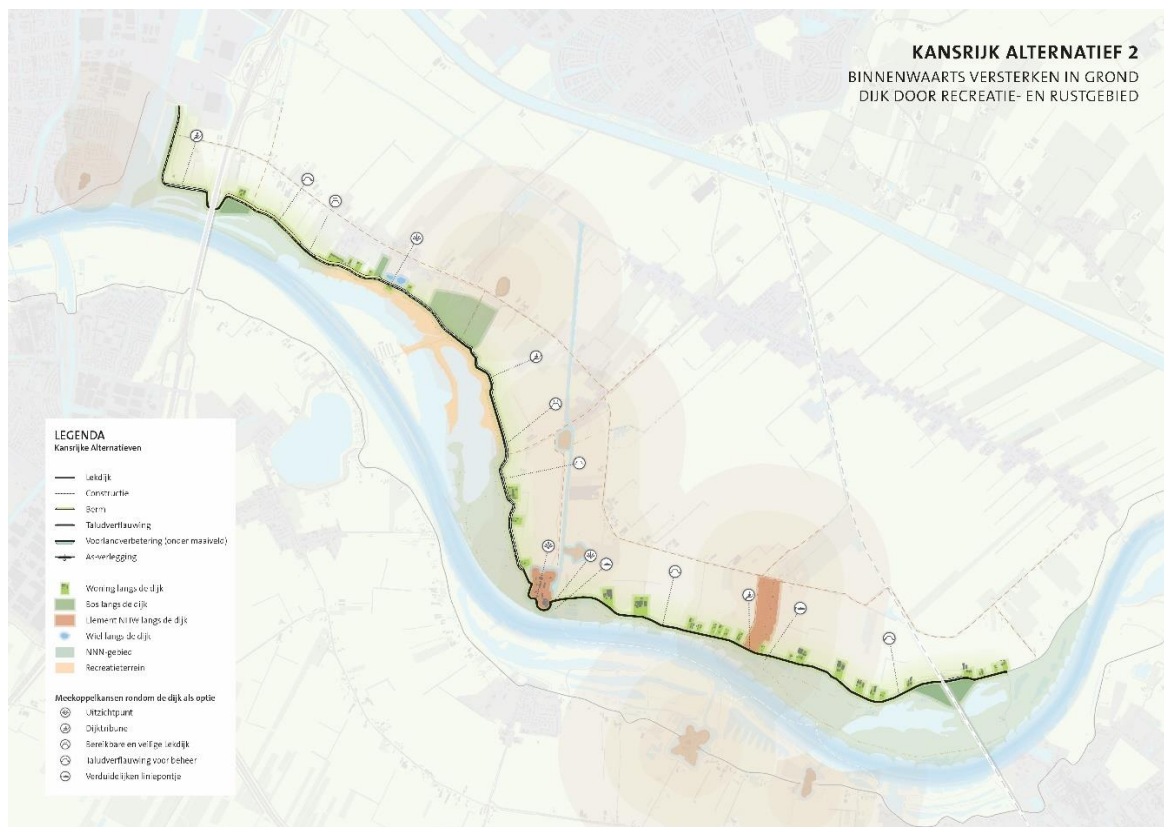 KANSRIJK ALTERNATIEF 2
BINNENWAARTS VERSTERKEN IN GROND
DIJK DOOR RECREATIE- EN RUSTGEBIED
LEGENDA
Kansrijke Alternatieven
Lekdijk
Constructie
Berm
Taludverflauwing
Voorlandverbetering (onder maaiveld)
As-verlegging
Woning langs de dijk
Bos langs de dijk
Element NHW langs de dijk
Wiel langs de dijk
NNN-gebied
Recreatieterrein
Meekoppelkansen rondom de dijk als optie
Uitzichtpunt
Dijktribune
Bereikbare en veilige Lekdijk
Taludverflauwing voor beheer
Verduidelijken liniepontje